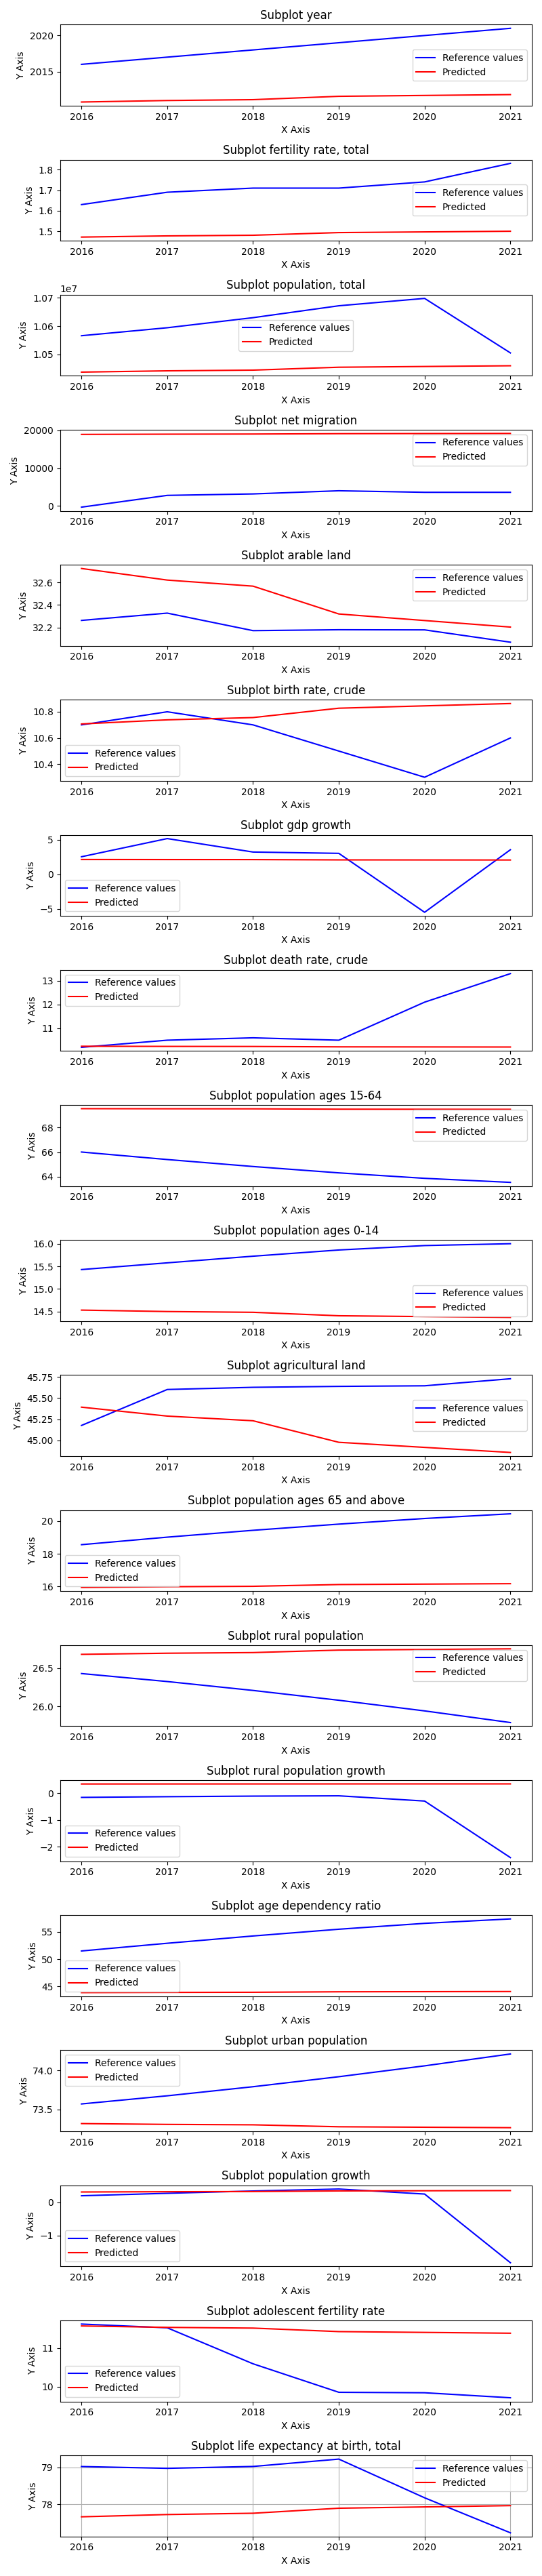 Subplot year
2020
2015
Y Axis
Reference values
Predicted
2016 2017 2018 2019 2020 2021
X Axis
Subplot fertility rate, total
1.8
1.7
1.6
1.5
Y Axis
Reference values
Predicted
2016 2017 2018 2019 2020 2021
X Axis
Subplot population, total
1e7
1.07
1.06
1.05
Y Axis
Reference values
Predicted
2016 2017 2018 2019 2020 2021
X Axis
Subplot net migration
20000
10000
0
Y Axis
Reference values
Predicted
2016 2017 2018 2019 2020 2021
X Axis
Subplot arable land
32.6
32.4
32.2
Y Axis
Reference values
Predicted
2016 2017 2018 2019 2020 2021
X Axis
Subplot birth rate, crude
10.8
10.6
10.4
Y Axis
Reference values
Predicted
2016 2017 2018 2019 2020 2021
X Axis
Subplot gdp growth
5
0
−5
Y Axis
Reference values
Predicted
2016 2017 2018 2019 2020 2021
X Axis
Subplot death rate, crude
13
12
11
Y Axis
Reference values
Predicted
2016 2017 2018 2019 2020 2021
X Axis
Subplot population ages 15-64
68
66
64
Y Axis
Reference values
Predicted
2016 2017 2018 2019 2020 2021
X Axis
Subplot population ages 0-14
16.0
15.5
15.0
14.5
Y Axis
Reference values
Predicted
2016 2017 2018 2019 2020 2021
X Axis
Subplot agricultural land
45.75
45.50
45.25
45.00
Y Axis
Reference values
Predicted
2016 2017 2018 2019 2020 2021
X Axis
Subplot population ages 65 and above
20
18
16
Y Axis
Reference values
Predicted
2016 2017 2018 2019 2020 2021
X Axis
Subplot rural population
26.5
26.0
Y Axis
Reference values
Predicted
2016 2017 2018 2019 2020 2021
X Axis
Subplot rural population growth
0
−1
−2
Y Axis
Reference values
Predicted
2016 2017 2018 2019 2020 2021
X Axis
Subplot age dependency ratio
55
50
45
Y Axis
Reference values
Predicted
2016 2017 2018 2019 2020 2021
X Axis
Subplot urban population
74.0
73.5
Y Axis
Reference values
Predicted
2016 2017 2018 2019 2020 2021
X Axis
Subplot population growth
0
−1
Y Axis
Reference values
Predicted
2016 2017 2018 2019 2020 2021
X Axis
Subplot adolescent fertility rate
11
10
Y Axis
Reference values
Predicted
2016 2017 2018 2019 2020 2021
X Axis
Subplot life expectancy at birth, total
79
78
Y Axis
Reference values
Predicted
2016 2017 2018 2019 2020 2021
X Axis